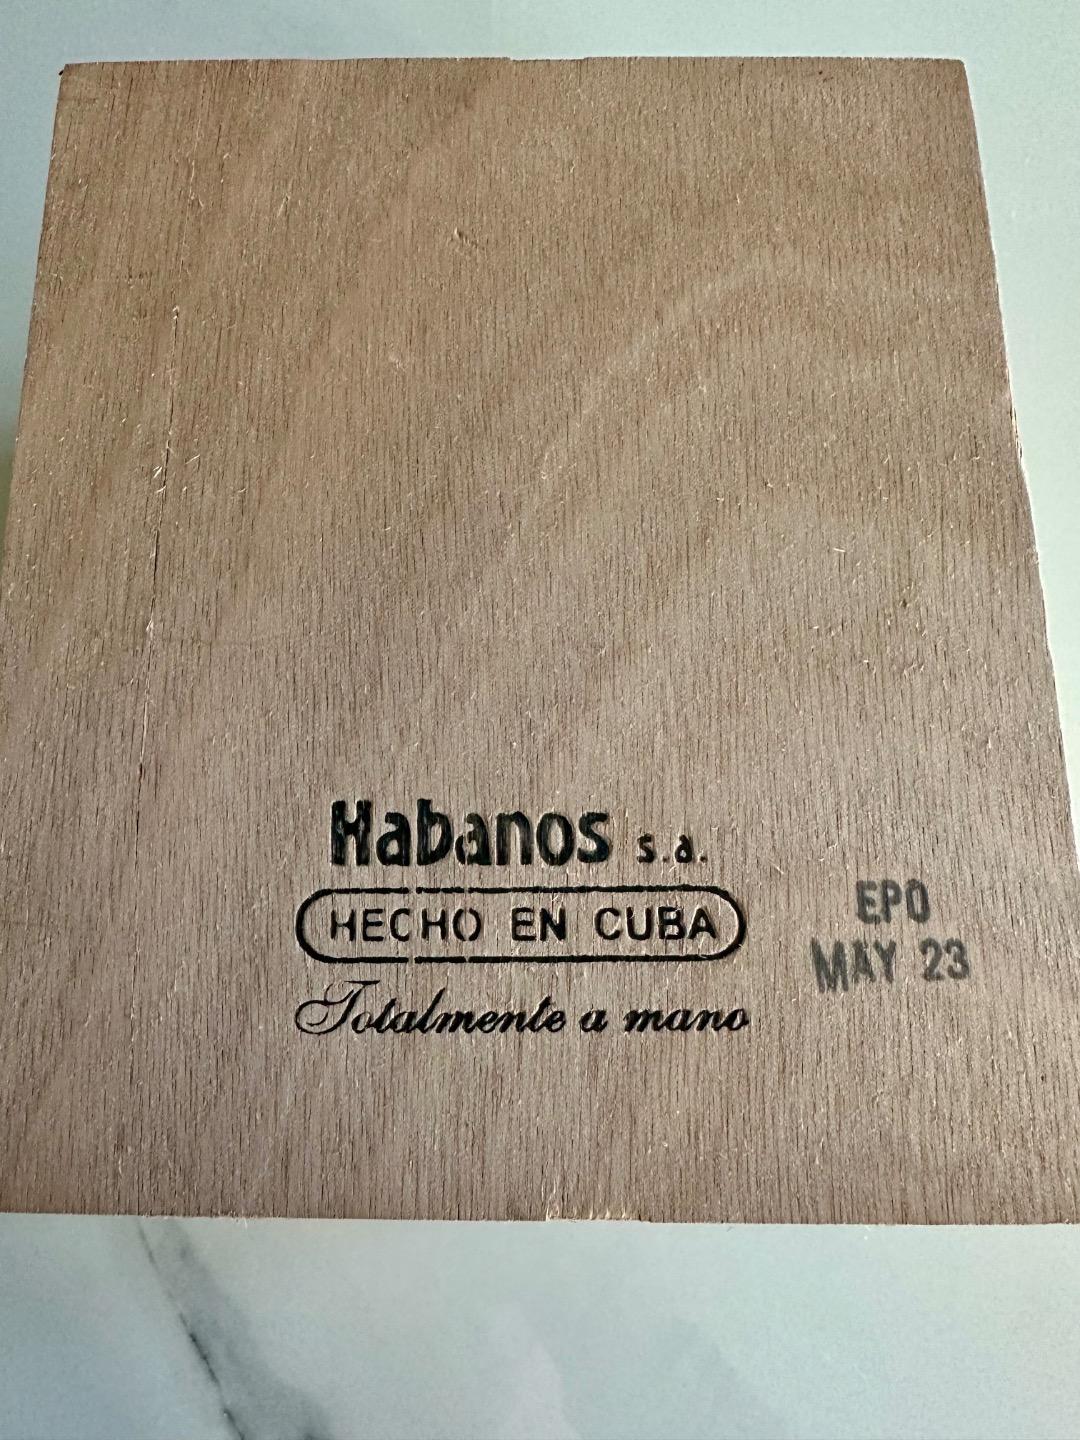 Habanos s.a.
HECHO EN CUBA
Totalmente a mano
EPO
MAY 23